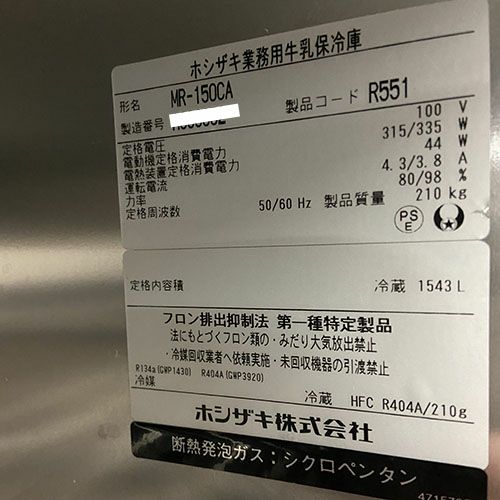 ホシザキ業務用牛乳保冷庫
形名 MR-150CA 製品コード R551
製造番号
定格電圧 100 V
電動機定格消費電力 315/335 W
電熱装置定格消費電力 44 W
運転電流 4.3/3.8 A
力率 80/98 %
定格周波数 50/60 Hz 製品質量 210 kg
PS
E
定格内容積 冷蔵 1543 L
フロン排出抑制法 第一種特定製品
・法にもとづくフロン類の・みだり大気放出禁止
・冷媒回収業者へ依頼実施・未回収機器の引渡禁止
R134a(GWP1430) R404A(GWP3920)
冷媒 冷蔵 HFC R404A/210g
ホシザキ株式会社
断熱発泡ガス：シクロペンタン